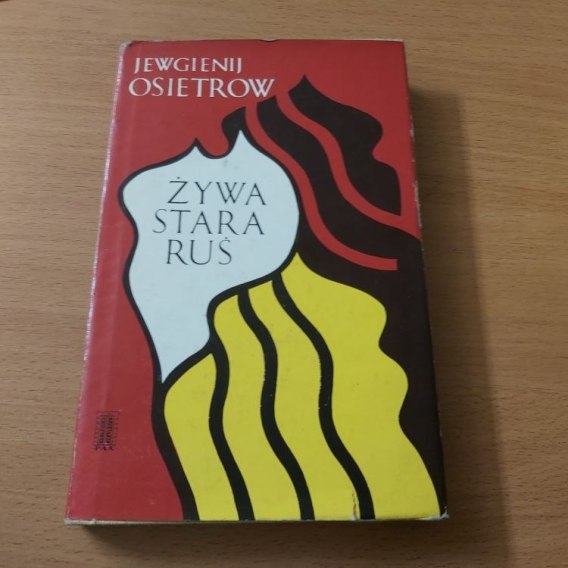 JEWGIENIJ
OSIETROW
ŻYWA
STARA
RUŚ